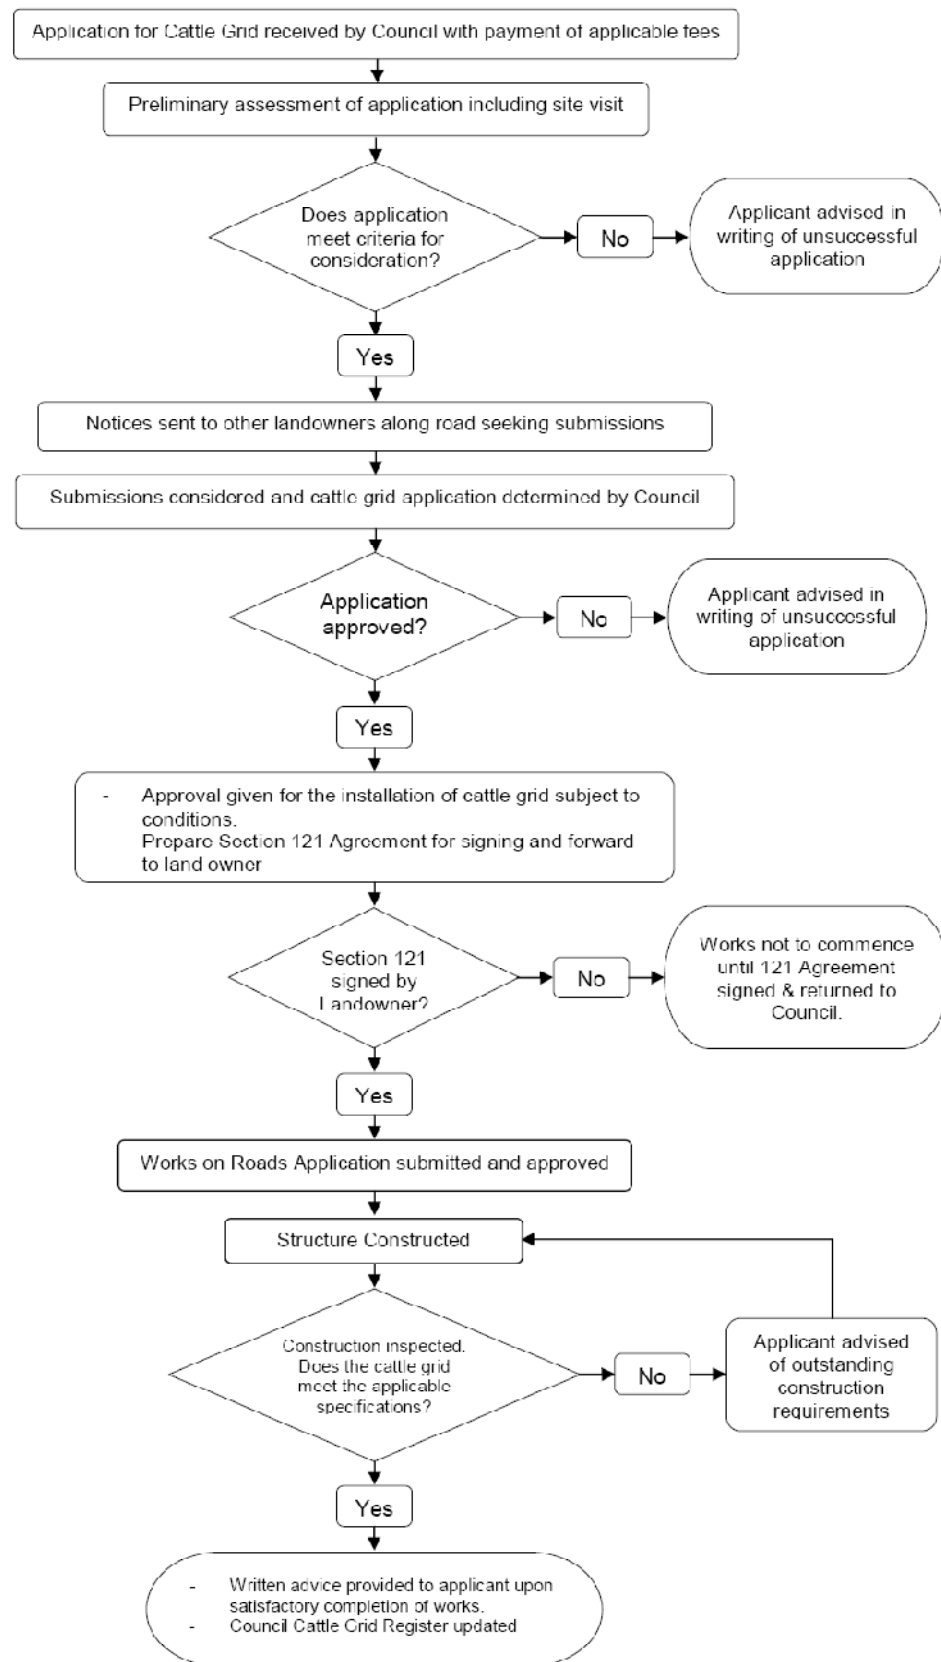 Application for Cattle Grid received by Council with payment of applicable fees
Preliminary assessment of application including site visit
Does application
meet criteria for
consideration?
No
Applicant advised in
writing of unsuccessful
application
Yes
Notices sent to other landowners along road seeking submissions
Submissions considered and cattle grid application determined by Council
Application
approved?
No
Applicant advised in
writing of unsuccessful
application
Yes
- Approval given for the installation of cattle grid subject to
conditions.
Prepare Section 121 Agreement for signing and forward
to land owner
Section 121
signed by
Landowner?
No
Works not to commence
until 121 Agreement
signed & returned to
Council.
Yes
Works on Roads Application submitted and approved
Structure Constructed
Construction inspected.
Does the cattle grid
meet the applicable
specifications?
No
Applicant advised
of outstanding
construction
requirements
Yes
- Written advice provided to applicant upon
satisfactory completion of works.
- Council Cattle Grid Register updated